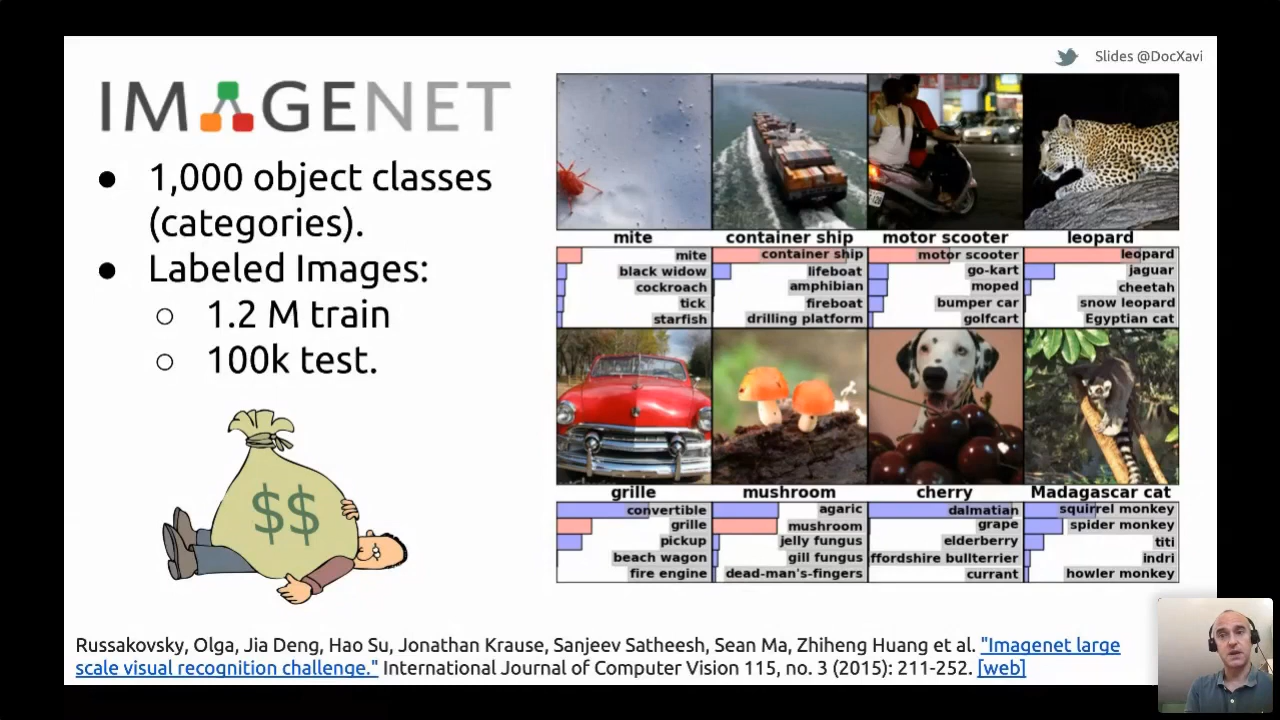 Slides @DocXavi
IMAGENET
● 1,000 object classes
(categories).
● Labeled Images:
○ 1.2 M train
○ 100k test.
$$
mite
container ship
motor scooter
leopard
mite
black widow
cockroach
tick
starfish
container ship
lifeboat
amphibian
fireboat
drilling platform
motor scooter
go-kart
moped
bumper car
golfcart
leopard
jaguar
cheetah
snow leopard
Egyptian cat
grille
mushroom
cherry
Madagascar cat
convertible
grille
pickup
beach wagon
fire engine
agaric
mushroom
jelly fungus
gill fungus
dead-man's-fingers
dalmatian
grape
elderberry
ffordshire bullterrier
currant
squirrel monkey
spider monkey
titi
indri
howler monkey
Russakovsky, Olga, Jia Deng, Hao Su, Jonathan Krause, Sanjeev Satheesh, Sean Ma, Zhiheng Huang et al. "Imagenet large
scale visual recognition challenge." International Journal of Computer Vision 115, no. 3 (2015): 211-252. [web]